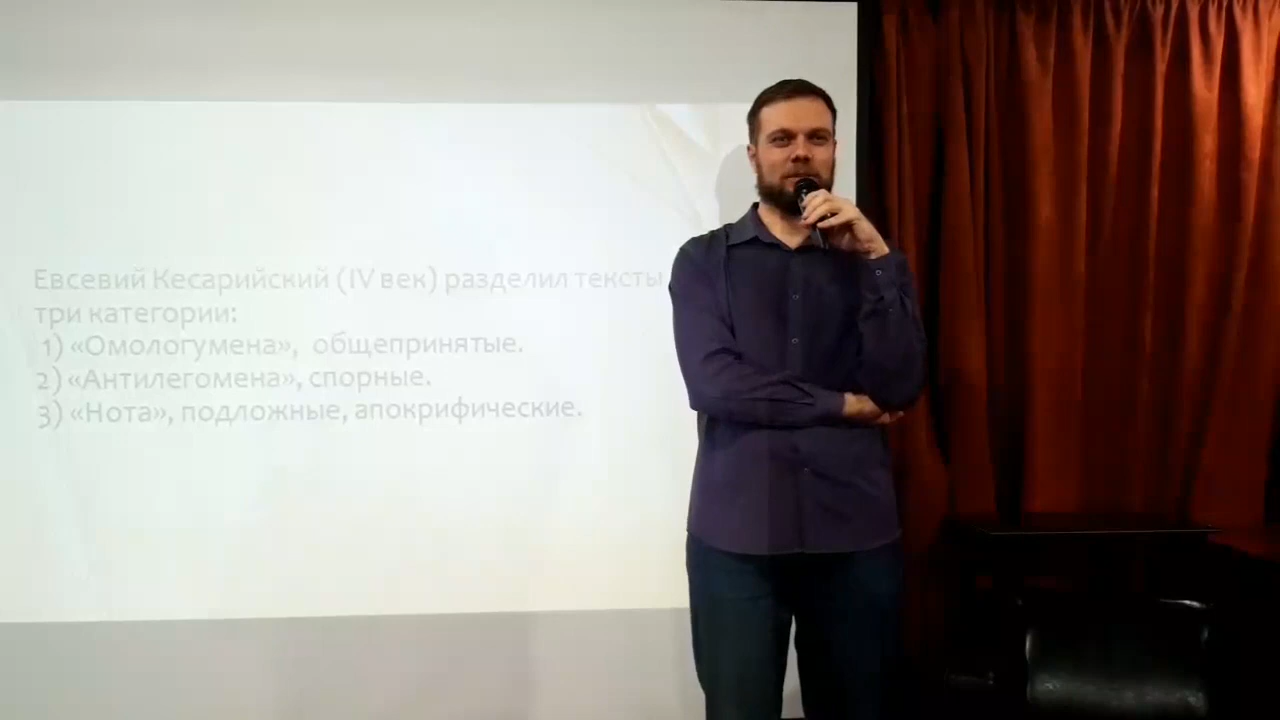 Евсевий Кесарийский (IV век) разделил тексты
три категории:
1) «Омологумена», общепринятые.
2) «Антилегомена», спорные.
3) «Нота», подложные, апокрифические.